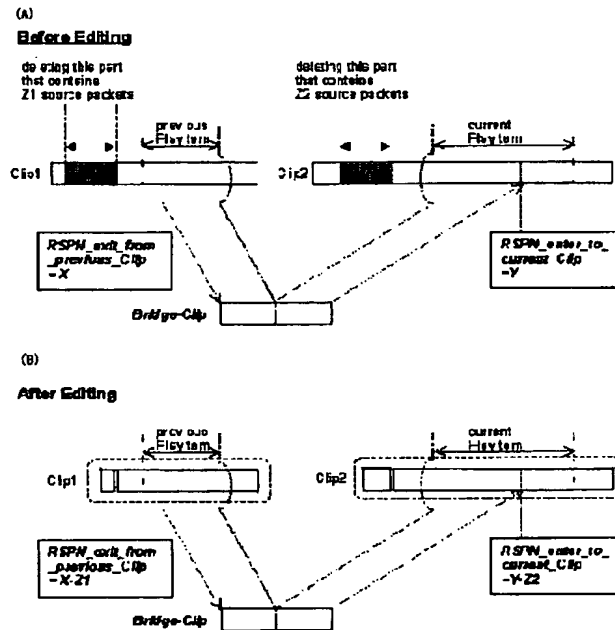 (A)
Before Editing
deleting this part
that contains
Z1 source packets
deleting this part
that contains
Z2 source packets
previous
Playitem
current
Playitem
Clip1
Clip2
RSPN_exit_from
_previous_Clip
=X
RSPN_enter_to_
current_Clip
=Y
Bridge-Clip
(B)
After Editing
previous
Playitem
current
Playitem
Clip1
Clip2
RSPN_exit_from
_previous_Clip
=X-Z1
RSPN_enter_to_
current_Clip
=Y-Z2
Bridge-Clip